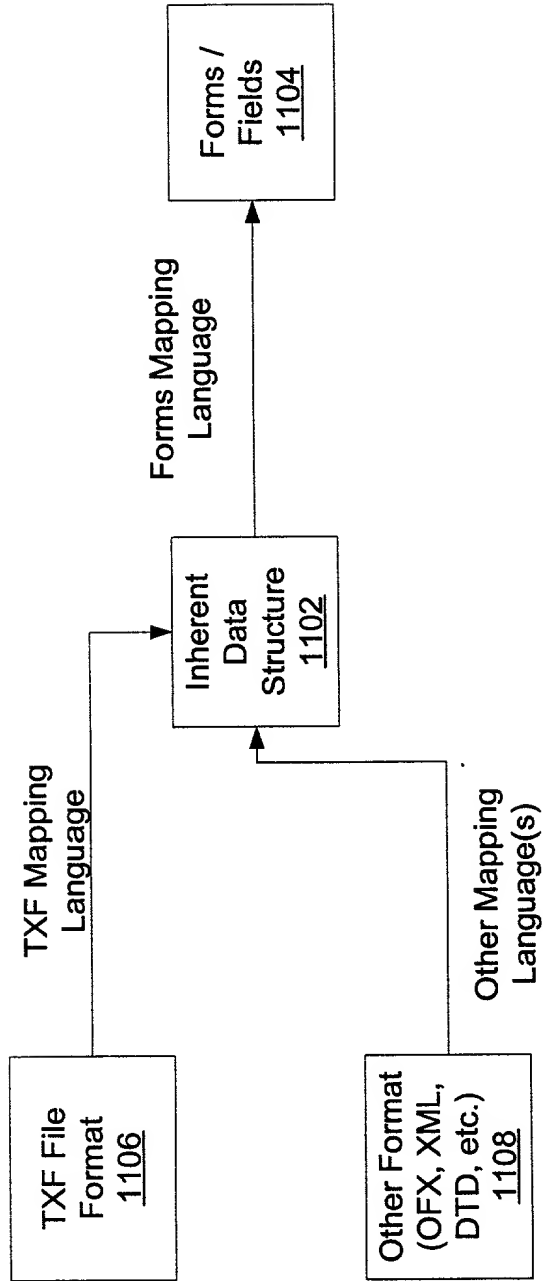 TXF File
Format
1106
TXF Mapping
Language
Other Format
(OFX, XML,
DTD, etc.)
1108
Other Mapping
Language(s)
Inherent
Data
Structure
1102
Forms Mapping
Language
Forms /
Fields
1104